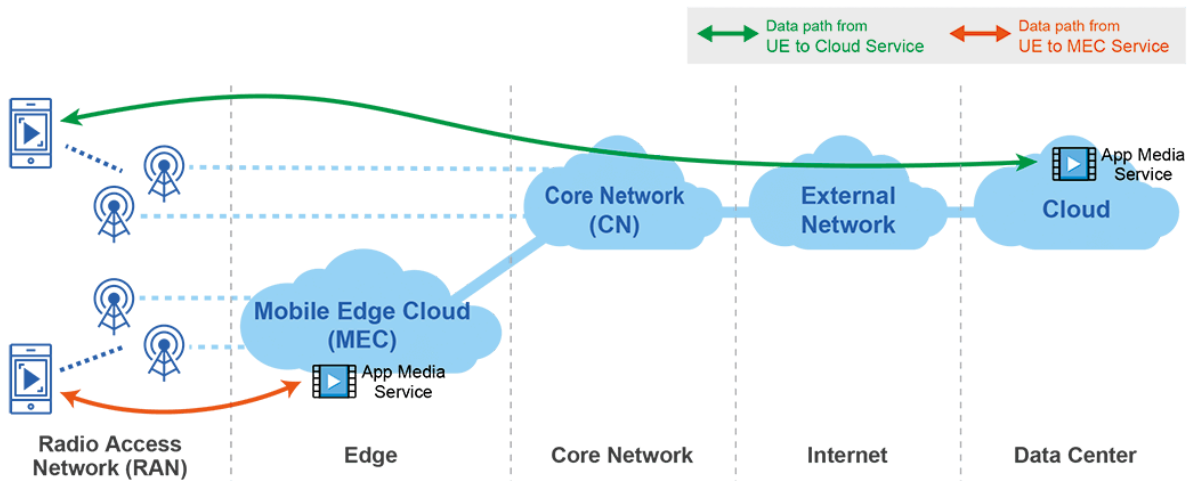 Data path from
UE to Cloud Service
Data path from
UE to MEC Service
App Media
Service
Core Network
(CN)
External
Network
Cloud
Mobile Edge Cloud
(MEC)
App Media
Service
Radio Access
Network (RAN)
Edge
Core Network
Internet
Data Center